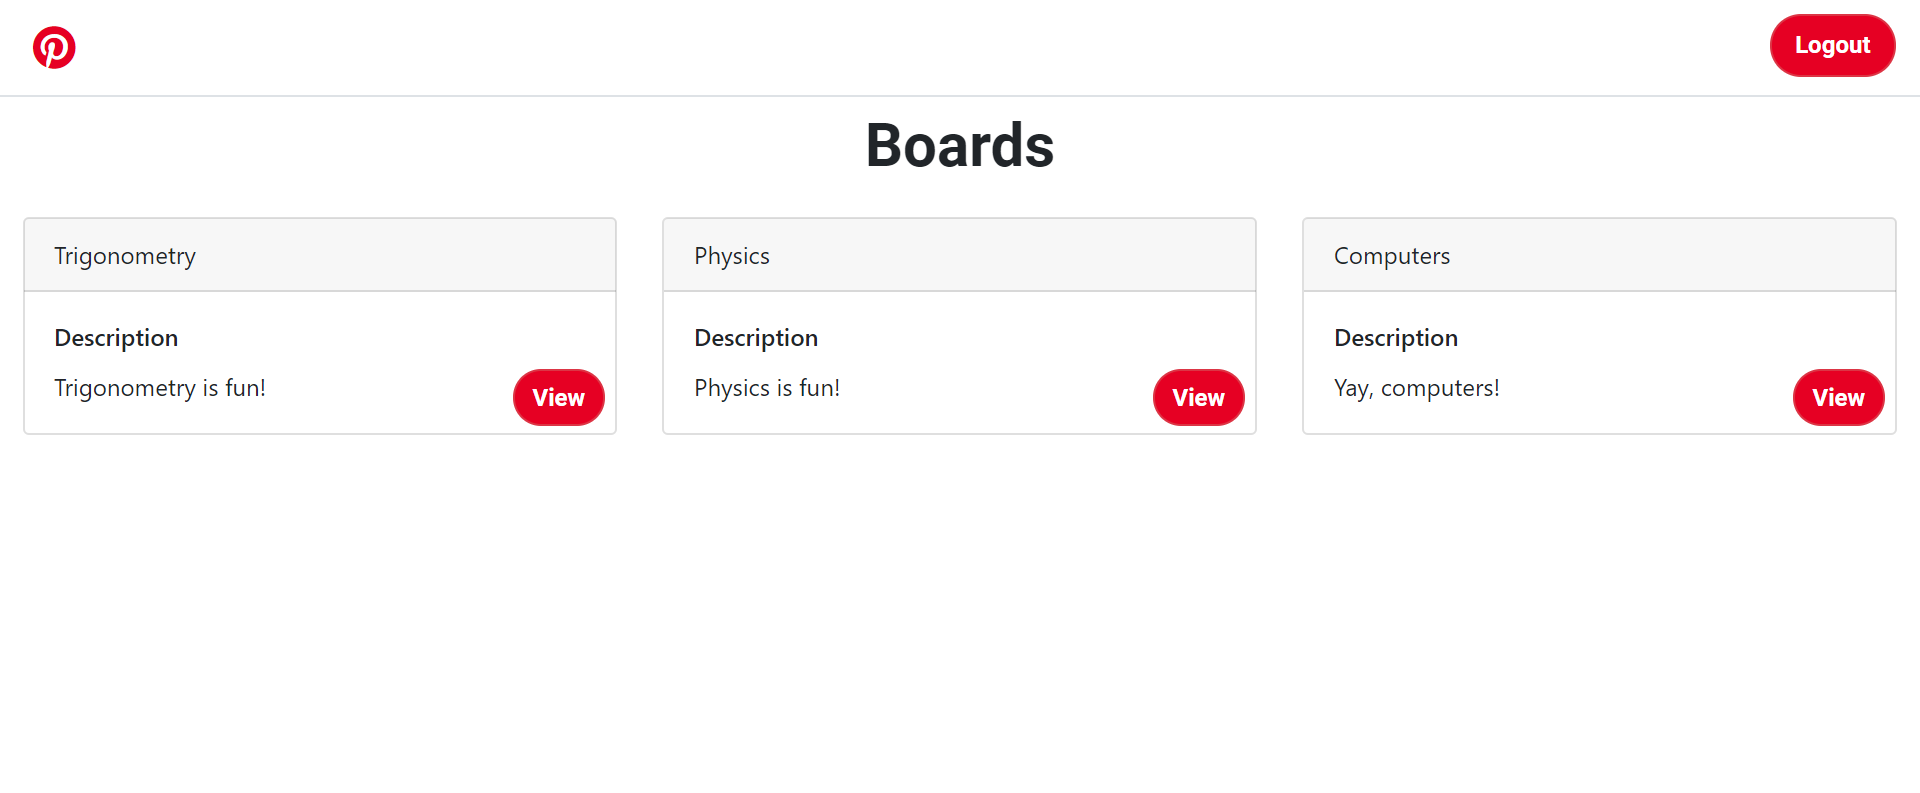 Logout
Boards
Trigonometry
Description
Trigonometry is fun!
View
Physics
Description
Physics is fun!
View
Computers
Description
Yay, computers!
View